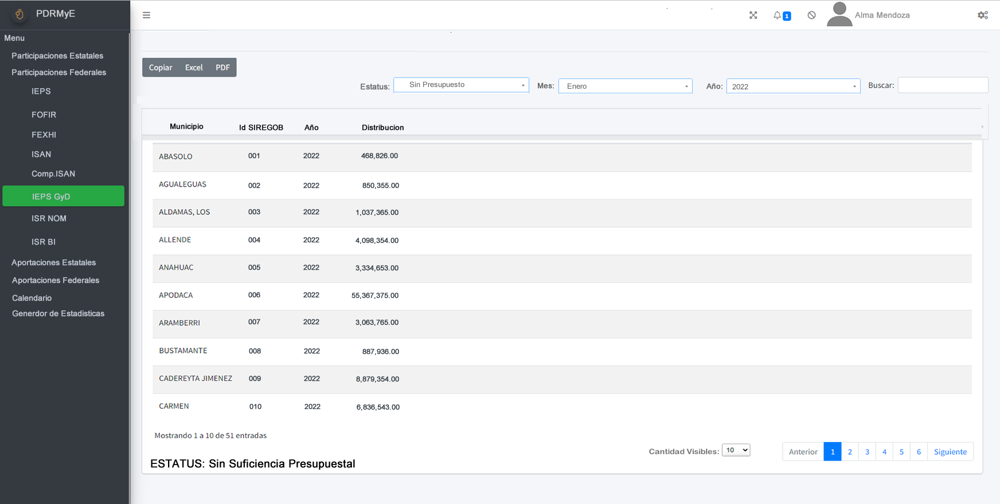 PDRMyE
Alma Mendoza
1
Menu
Participaciones Estatales
Participaciones Federales
IEPS
FOFIR
FEXHI
ISAN
Comp.ISAN
IEPS GyD
ISR NOM
ISR BI
Aportaciones Estatales
Aportaciones Federales
Calendario
Generdor de Estadisticas
Copiar Excel PDF
Estatus: Sin Presupuesto Mes: Enero Año: 2022 Buscar:
Municipio Id SIREGOB Año Distribucion
ABASOLO 001 2022 468,826.00
AGUALEGUAS 002 2022 850,355.00
ALDAMAS, LOS 003 2022 1,037,365.00
ALLENDE 004 2022 4,098,354.00
ANAHUAC 005 2022 3,334,653.00
APODACA 006 2022 55,367,375.00
ARAMBERRI 007 2022 3,063,765.00
BUSTAMANTE 008 2022 887,936.00
CADEREYTA JIMENEZ 009 2022 8,879,354.00
CARMEN 010 2022 6,836,543.00
Mostrando 1 a 10 de 51 entradas
Cantidad Visibles: 10 Anterior 1 2 3 4 5 6 Siguiente
ESTATUS: Sin Suficiencia Presupuestal